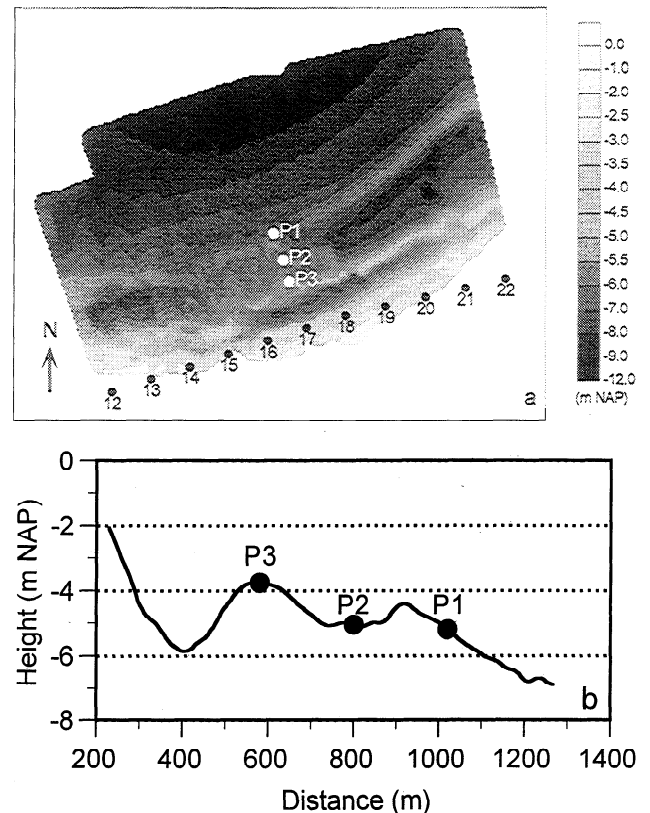 0.0
-1.0
-2.0
-2.5
-3.0
-3.5
-4.0
-4.5
-5.0
-5.5
-6.0
-7.0
-8.0
-9.0
-12.0
(m NAP)
P1
P2
P3
N
12 13 14 15 16 17 18 19 20 21 22
a
0
-2
-4
-6
-8
Height (m NAP)
P3
P2
P1
b
200 400 600 800 1000 1200 1400
Distance (m)